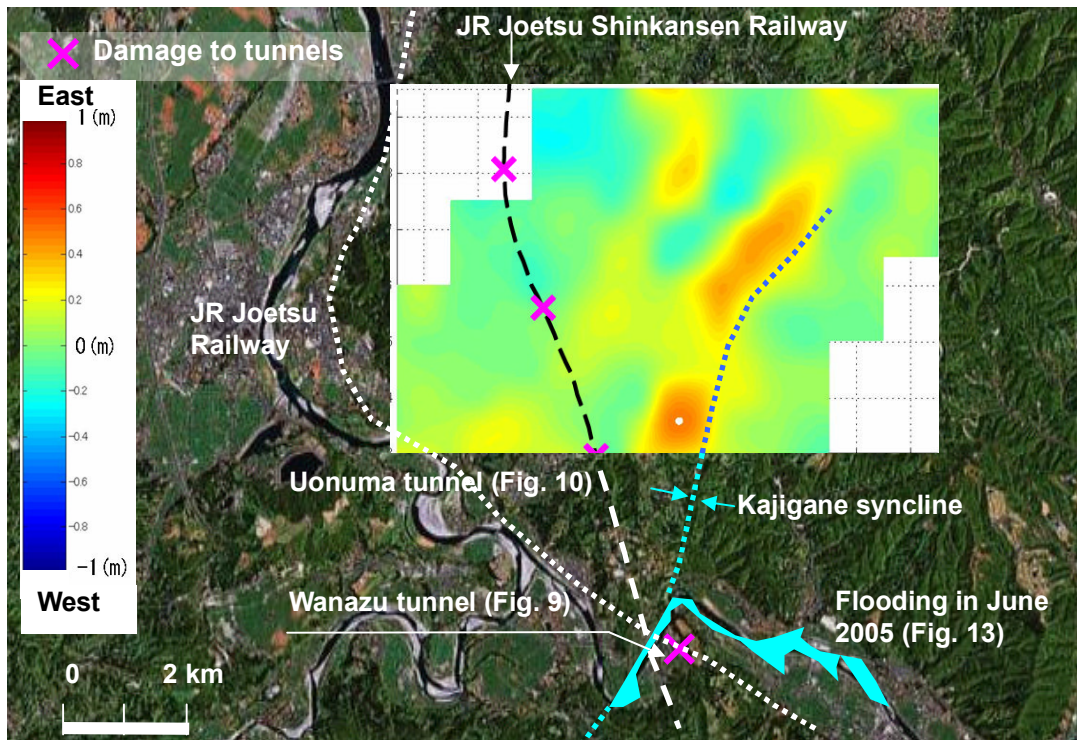 JR Joetsu Shinkansen Railway
Damage to tunnels
East
1 (m)
0.8
0.6
0.4
0.2
0 (m)
-0.2
-0.4
-0.6
-0.8
−1 (m)
West
JR Joetsu
Railway
Uonuma tunnel (Fig. 10)
Kajigane syncline
Wanazu tunnel (Fig. 9)
Flooding in June
2005 (Fig. 13)
0 2 km